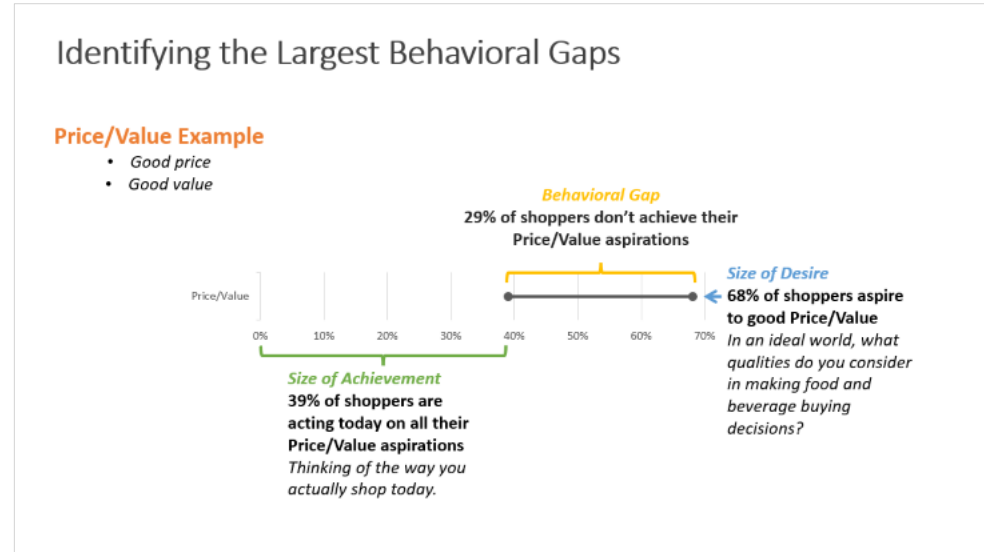 Identifying the Largest Behavioral Gaps
Price/Value Example
• Good price
• Good value
Behavioral Gap
29% of shoppers don’t achieve their
Price/Value aspirations
Size of Desire
68% of shoppers aspire
to good Price/Value
In an ideal world, what
qualities do you consider
in making food and
beverage buying
decisions?
Price/Value
0% 10% 20% 30% 40% 50% 60% 70%
Size of Achievement
39% of shoppers are
acting today on all their
Price/Value aspirations
Thinking of the way you
actually shop today.